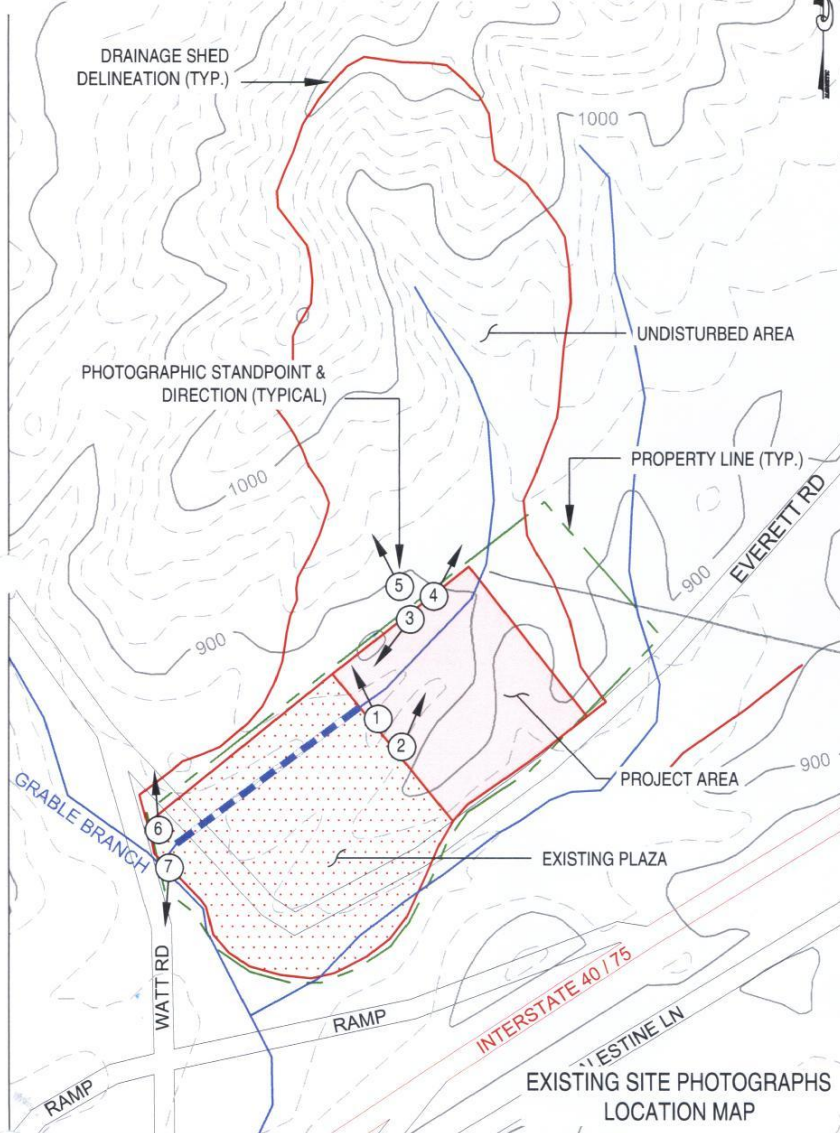 DRAINAGE SHED
DELINEATION (TYP.)
1000
UNDISTURBED AREA
PHOTOGRAPHIC STANDPOINT &
DIRECTION (TYPICAL)
PROPERTY LINE (TYP.)
1000
EVERETT RD
900
5
4
3
900
1
2
PROJECT AREA
900
GRABLE BRANCH
6
EXISTING PLAZA
7
WATT RD
INTERSTATE 40 / 75
RAMP
RAMP
ALESTINE LN
EXISTING SITE PHOTOGRAPHS
LOCATION MAP